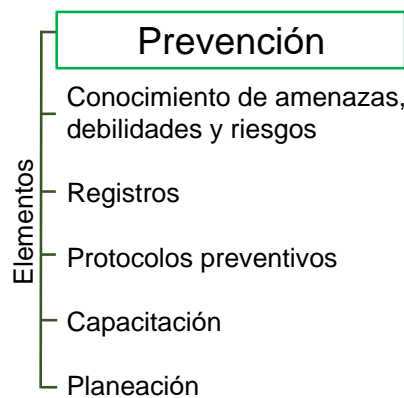 Prevención
Elementos
Conocimiento de amenazas,
debilidades y riesgos
Registros
Protocolos preventivos
Capacitación
Planeación